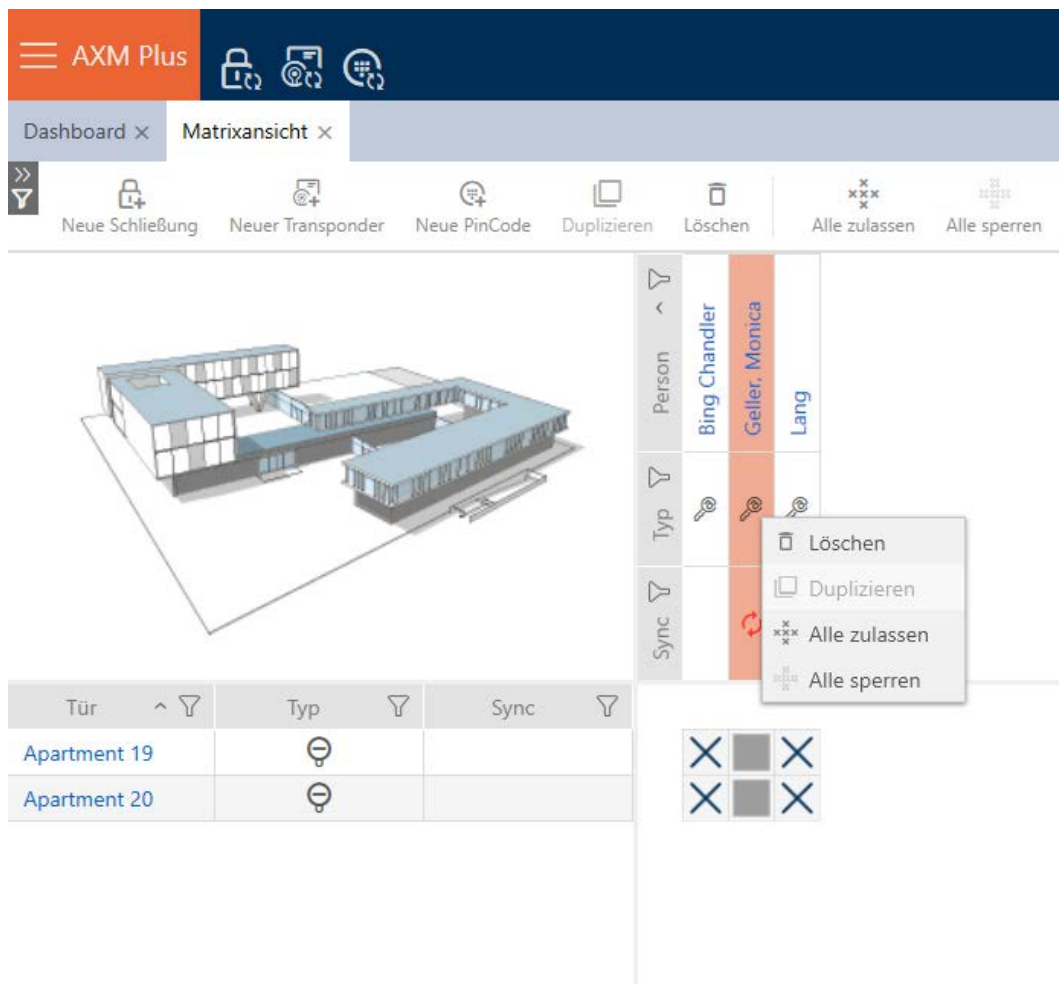 AXM Plus
Dashboard ×
Matrixansicht ×
Neue Schließung
Neuer Transponder
Neue PinCode
Duplizieren
Löschen
Alle zulassen
Alle sperren
Person
Bing Chandler
Geller, Monica
Lang
Typ
Sync
Löschen
Duplizieren
Alle zulassen
Alle sperren
Tür
Typ
Sync
Apartment 19
Apartment 20